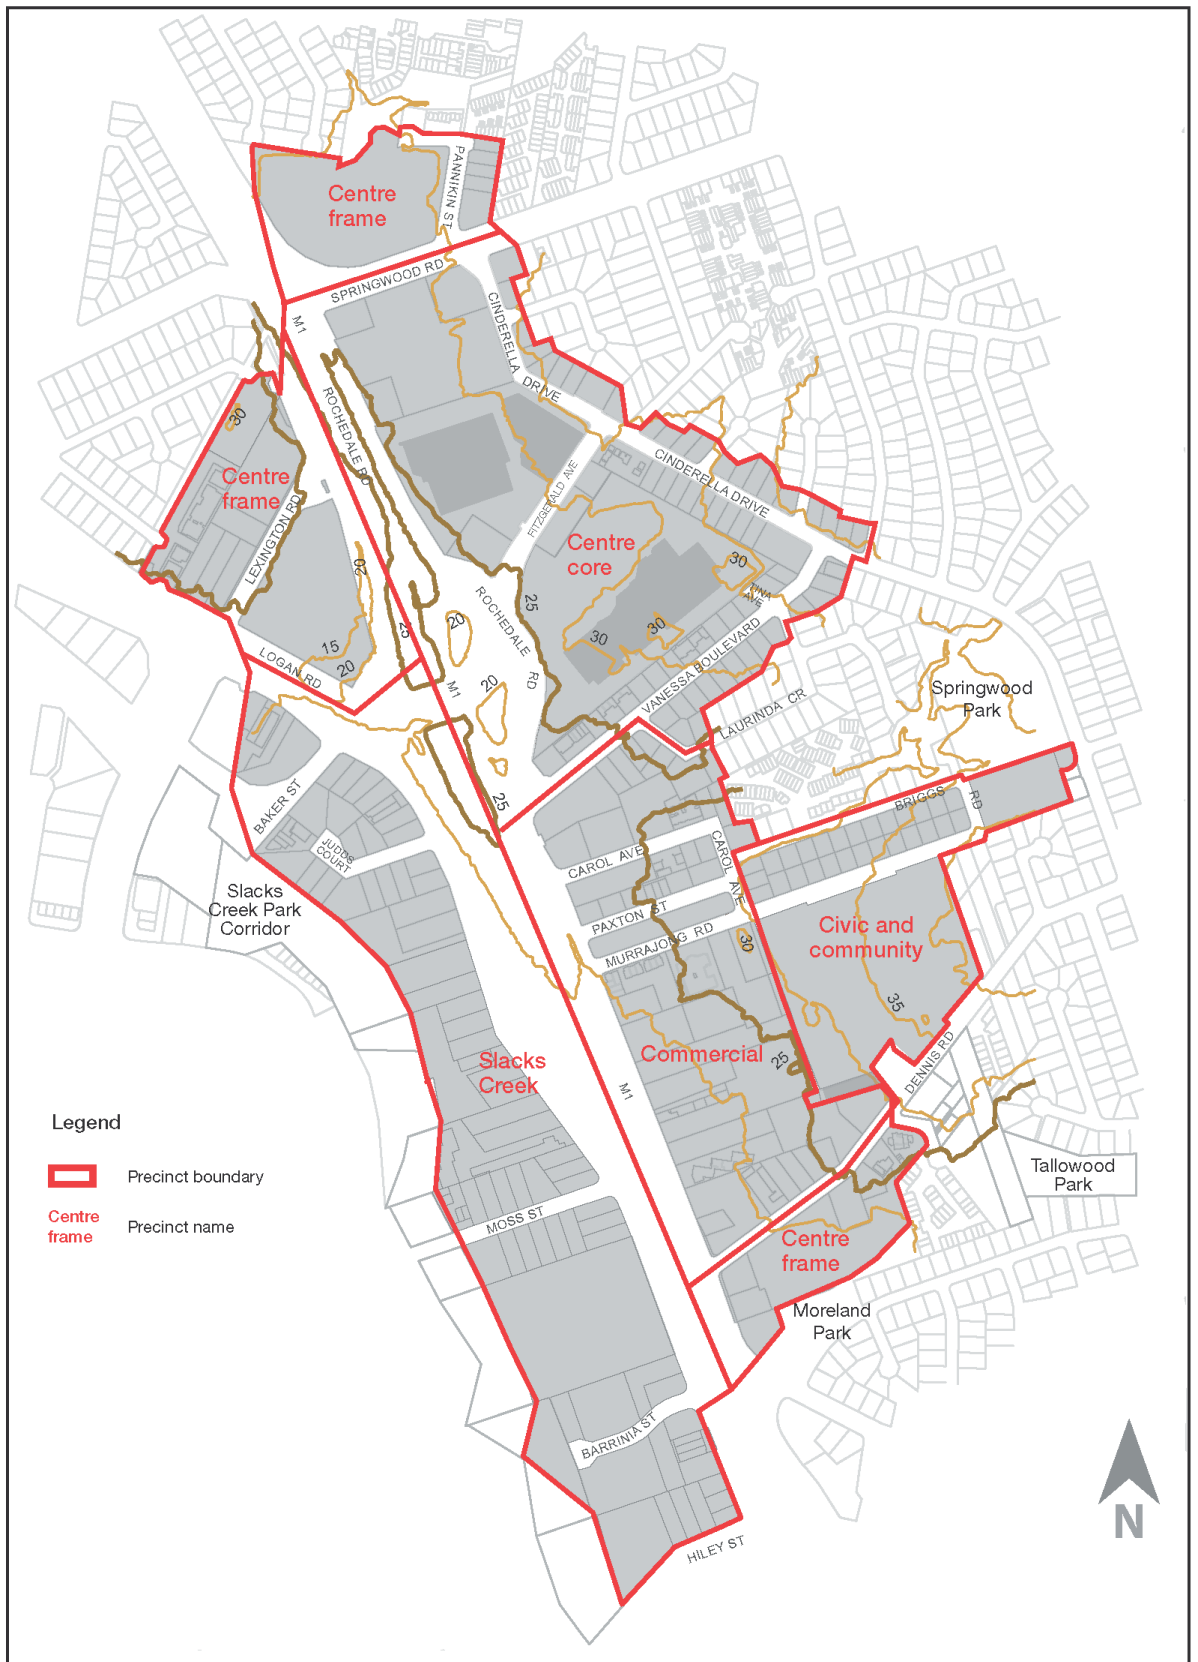 PANNIKIN ST
Centre
frame
SPRINGWOOD RD
M1
CINDERELLA
DRIVE
ROCHEDALE RD
30
Centre
frame
LEXINGTON RD
FITZGERALD AVE
CINDERELLA DRIVE
Centre
core
30
TINA
AVE
20
25
25
ROCHEDALE
RD
20
30
30
VANESSA BOULEVARD
15
20
LOGAN RD
M1
20
LAURINDA CR
Springwood
Park
25
BRIGGS
RD
BAKER ST
JUDDS
COURT
CAROL AVE
CAROL AVE
PAXTON ST
MURRAJONG RD
30
Slacks
Creek Park
Corridor
Civic and
community
35
Slacks
Creek
Commercial
25
M1
DENNIS RD
Legend
Precinct boundary
Centre
frame
Precinct name
Tallowood
Park
MOSS ST
Centre
frame
Moreland
Park
BARRINIA ST
HILEY ST
N